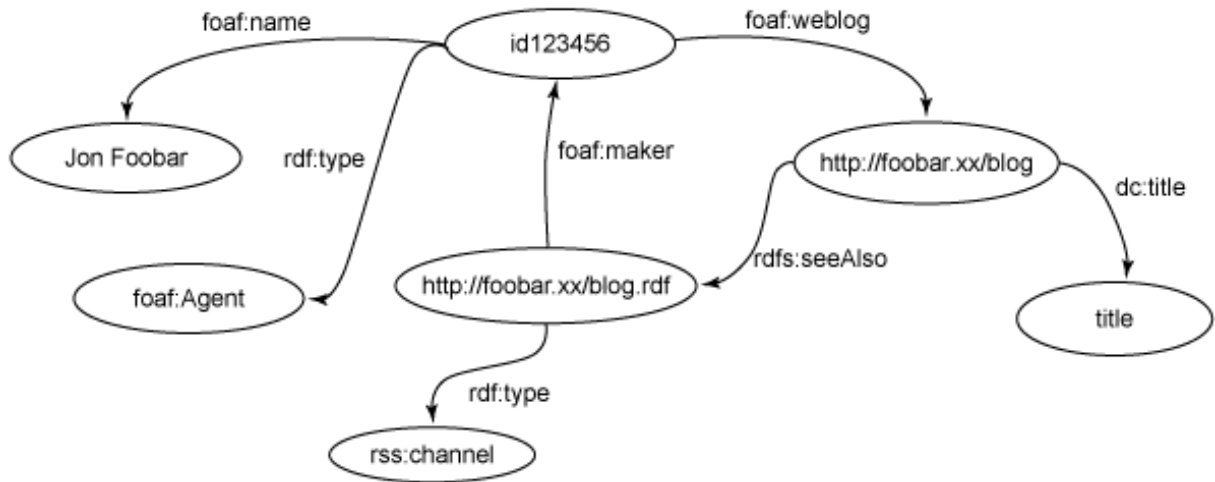 foaf:name
id123456
foaf:weblog
Jon Foobar
rdf:type
foaf:maker
http://foobar.xx/blog
dc:title
rdfs:seeAlso
foaf:Agent
http://foobar.xx/blog.rdf
title
rdf:type
rss:channel